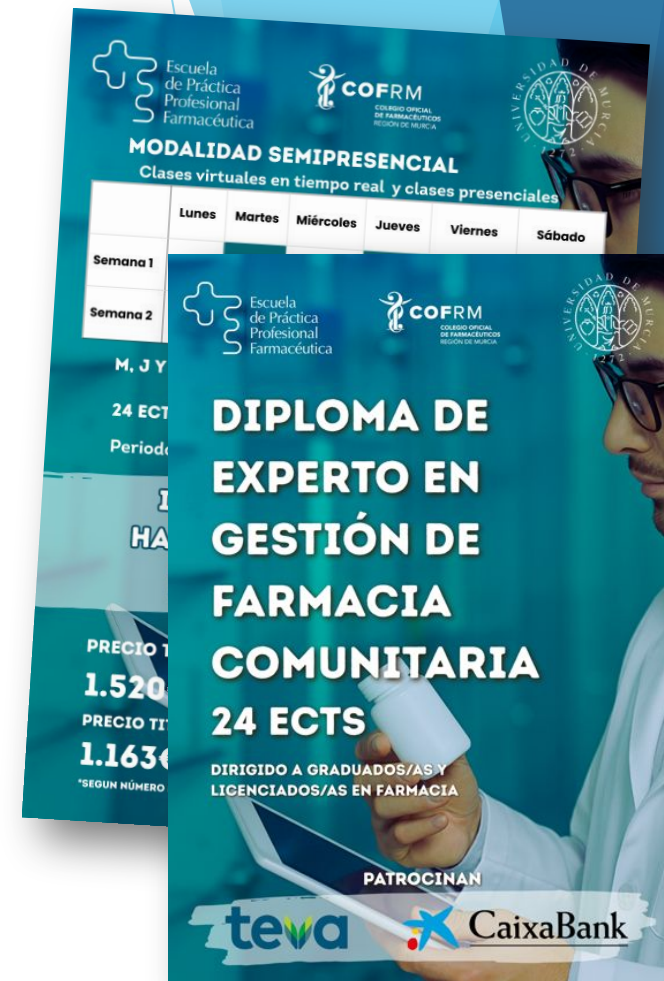 Escuela
de Práctica
Profesional
Farmacéutica
COFRM
COLEGIO OFICIAL
DE FARMACÉUTICOS
REGIÓN DE MURCIA
UNIVERSIDAD DE MURCIA
1272
MODALIDAD SEMIPRESENCIAL
Clases virtuales en tiempo real y clases presenciales
Lunes Martes Miércoles Jueves Viernes Sábado
Semana 1
Semana 2
M, J Y
24 ECT
PRECIO
1.520
PRECIO
1.163€
*SEGUN NÚMERO
Escuela
de Práctica
Profesional
Farmacéutica
COFRM
COLEGIO OFICIAL
DE FARMACÉUTICOS
REGIÓN DE MURCIA
DIPLOMA DE
EXPERTO EN
GESTIÓN DE
FARMACIA
COMUNITARIA
24 ECTS
DIRIGIDO A GRADUADOS/AS Y
LICENCIADOS/AS EN FARMACIA
PATROCINAN
teva CaixaBank